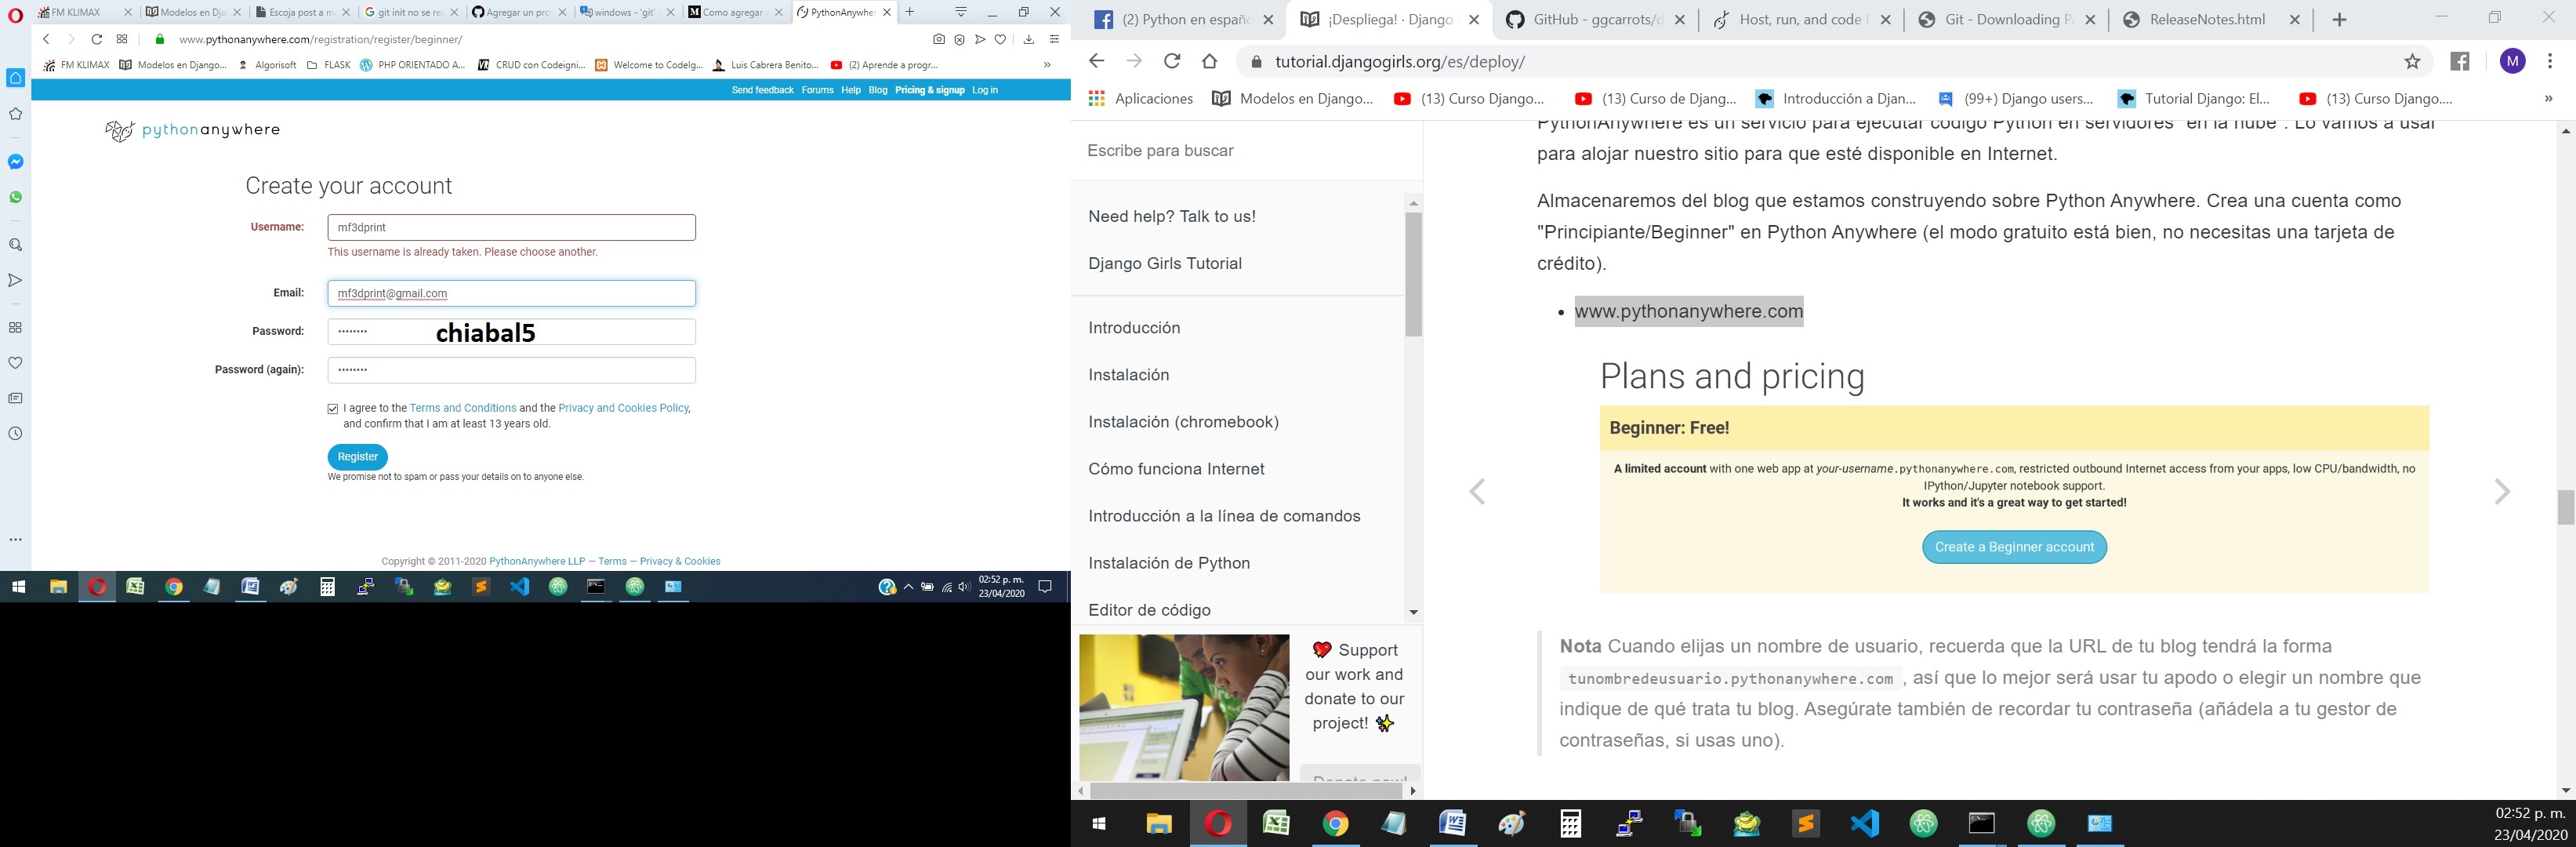 FM KLIMAX
Modelos en Dja
Escoja post a m
git init no se re
Agregar un pro
windows - 'git'
Como agregar
PythonAnywhe
www.pythonanywhere.com/registration/register/beginner/
FM KLIMAX
Modelos en Django...
Algorisoft
FLASK
PHP ORIENTADO A...
CRUD con Codeigni...
Welcome to CodeIg...
Luis Cabrera Benito...
(2) Aprende a progr...
»
Send feedback Forums Help Blog Pricing & signup Log in
pythonanywhere
Create your account
Username:
mf3dprint
This username is already taken. Please choose another.
Email:
mf3dprint@gmail.com
Password:
••••••••
chiabal5
Password (again):
••••••••
I agree to the Terms and Conditions and the Privacy and Cookies Policy,
and confirm that I am at least 13 years old.
Register
We promise not to spam or pass your details on to anyone else.
Copyright © 2011-2020 PythonAnywhere LLP — Terms — Privacy & Cookies
02:52 p. m.
23/04/2020
(2) Python en españo
¡Despliega! · Django
GitHub - ggcarrots/d
Host, run, and code
Git - Downloading P
ReleaseNotes.html
tutorial.djangogirls.org/es/deploy/
M
Aplicaciones
Modelos en Django...
(13) Curso Django...
(13) Curso de Djang...
Introducción a Djan...
(99+) Django users...
Tutorial Django: El...
(13) Curso Django....
»
Escribe para buscar
Need help? Talk to us!
Django Girls Tutorial
Introducción
Instalación
Instalación (chromebook)
Cómo funciona Internet
Introducción a la línea de comandos
Instalación de Python
Editor de código
Support
our work and
donate to our
project!
Donate now!
PythonAnywhere es un servicio para ejecutar código Python en servidores "en la nube". Lo vamos a usar
para alojar nuestro sitio para que esté disponible en Internet.
Almacenaremos del blog que estamos construyendo sobre Python Anywhere. Crea una cuenta como
"Principiante/Beginner" en Python Anywhere (el modo gratuito está bien, no necesitas una tarjeta de
crédito).
• www.pythonanywhere.com
Plans and pricing
Beginner: Free!
A limited account with one web app at your-username.pythonanywhere.com, restricted outbound Internet access from your apps, low CPU/bandwidth, no
IPython/Jupyter notebook support.
It works and it's a great way to get started!
Create a Beginner account
Nota Cuando elijas un nombre de usuario, recuerda que la URL de tu blog tendrá la forma
tunombredeusuario.pythonanywhere.com , así que lo mejor será usar tu apodo o elegir un nombre que
indique de qué trata tu blog. Asegúrate también de recordar tu contraseña (añádela a tu gestor de
contraseñas, si usas uno).
02:52 p. m.
23/04/2020